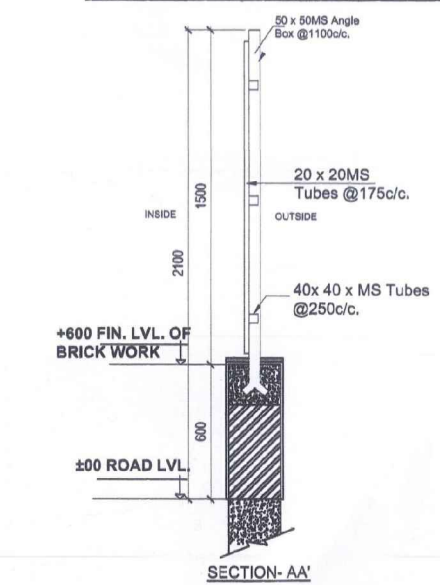 50 x 50MS Angle
Box @1100c/c.
20 x 20MS
Tubes @175c/c.
INSIDE
OUTSIDE
1500
2100
40x 40 x MS Tubes
@250c/c.
+600 FIN. LVL. OF
BRICK WORK
600
±00 ROAD LVL.
SECTION- AA'